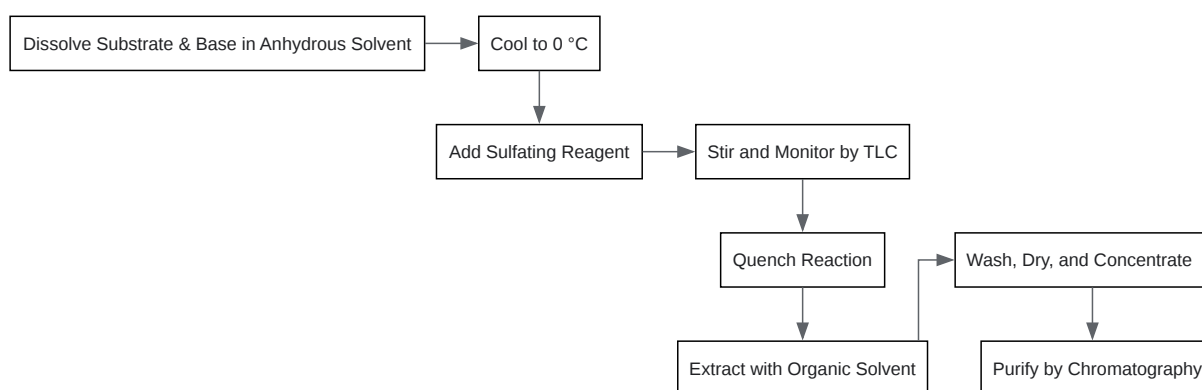 Dissolve Substrate & Base in Anhydrous Solvent
Cool to 0 °C
Add Sulfating Reagent
Stir and Monitor by TLC
Quench Reaction
Extract with Organic Solvent
Wash, Dry, and Concentrate
Purify by Chromatography